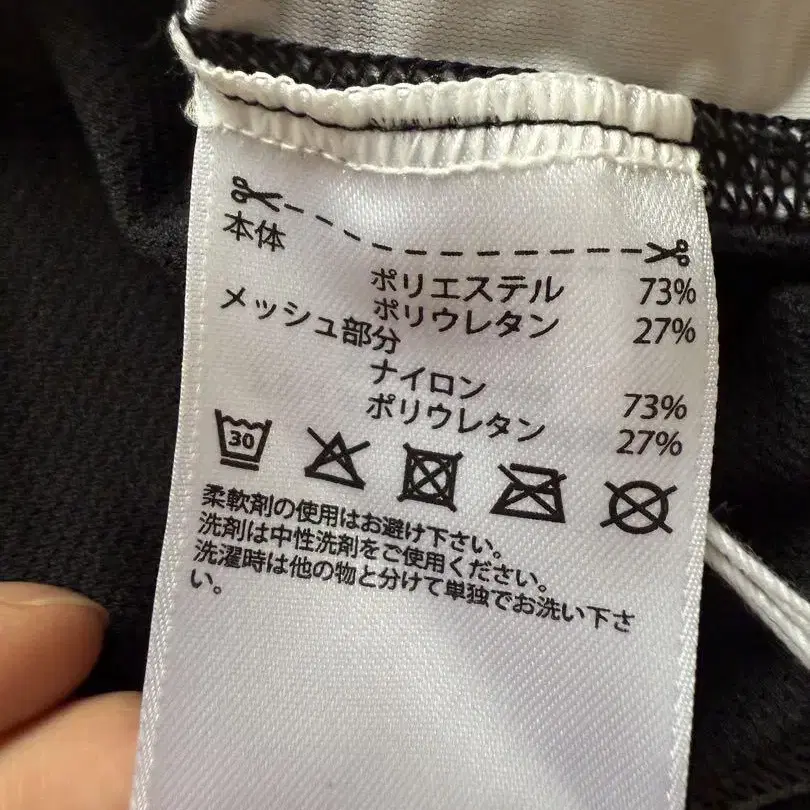 本体
ポリエステル 73%
ポリウレタン 27%
メッシュ部分
ナイロン 73%
ポリウレタン 27%
30
柔軟剤の使用はお避け下さい。
洗剤は中性洗剤をご使用ください。
洗濯時は他の物と分けて単独でお洗い下さ
い。